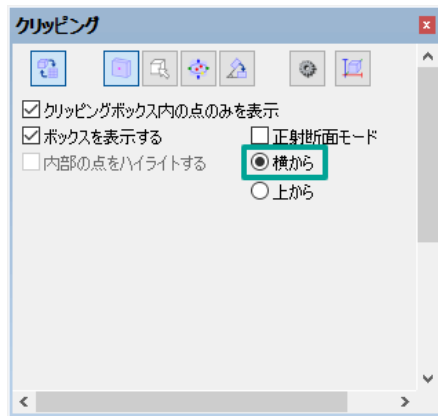 クリッピング
クリッピングボックス内の点のみを表示
ボックスを表示する
正射断面モード
内部の点をハイライトする
横から
上から